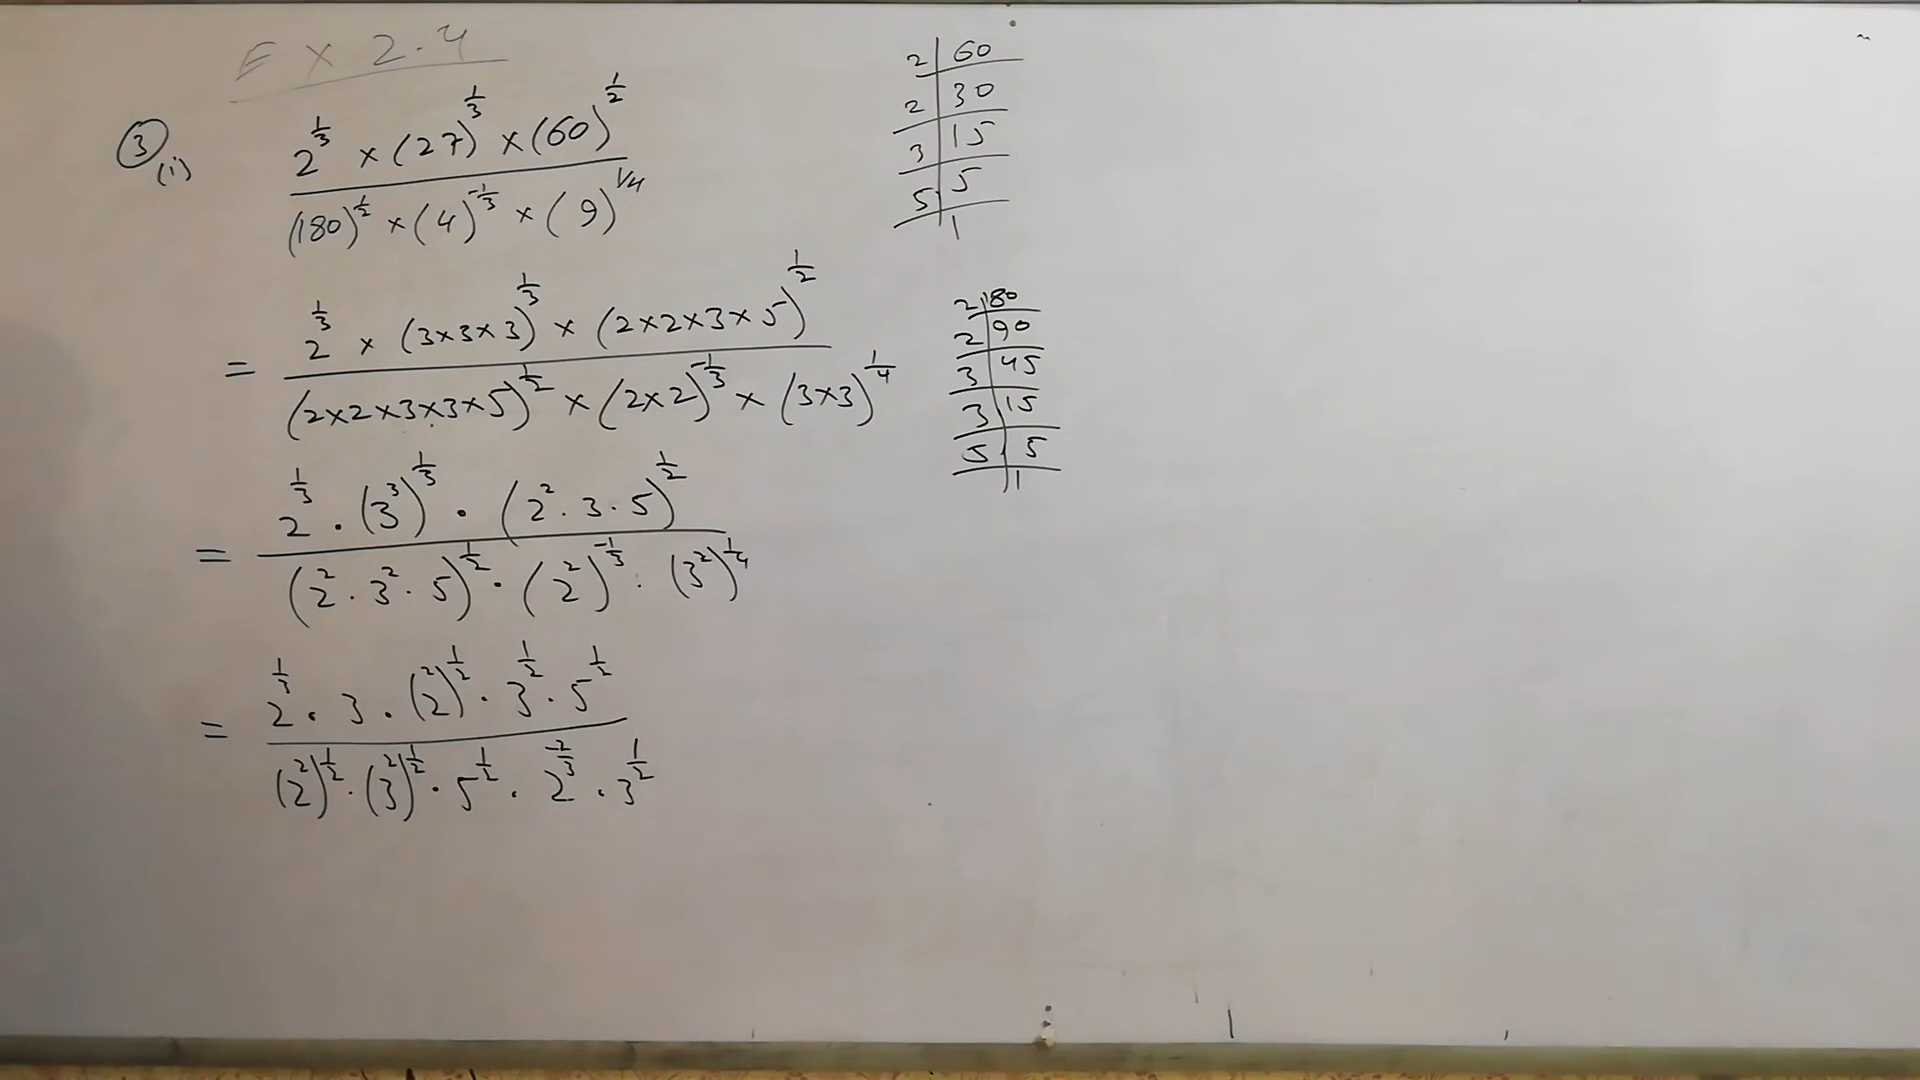 Ex 2.4
③ (i) 2^{1/3} × (27)^{1/3} × (60)^{1/2} / (180)^{1/2} × (4)^{-1/3} × (9)^{1/4}
= 2^{1/3} × (3×3×3)^{1/3} × (2×2×3×5)^{1/2} / (2×2×3×3×5)^{1/2} × (2×2)^{-1/3} × (3×3)^{1/4}
= 2^{1/3} · (3^3)^{1/3} · (2^2 · 3 · 5)^{1/2} / (2^2 · 3^2 · 5)^{1/2} · (2^2)^{-1/3} · (3^2)^{1/4}
= 2^{1/3} · 3 · (2^2)^{1/2} · 3^{1/2} · 5^{1/2} / (2^2)^{1/2} · (3^2)^{1/2} · 5^{1/2} · 2^{-2/3} · 3^{1/2}
2 | 60
2 | 30
3 | 15
5 | 5
| 1
2 | 180
2 | 90
3 | 45
3 | 15
5 | 5
| 1